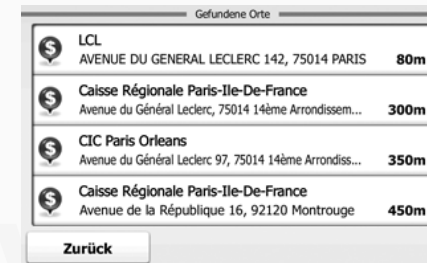 Gefundene Orte
LCL
AVENUE DU GENERAL LECLERC 142, 75014 PARIS 80m
Caisse Régionale Paris-Ile-De-France
Avenue du Général Leclerc, 75014 14ème Arrondissem... 300m
CIC Paris Orleans
Avenue du Général Leclerc 97, 75014 14ème Arrondiss... 350m
Caisse Régionale Paris-Ile-De-France
Avenue de la République 16, 92120 Montrouge 450m
Zurück